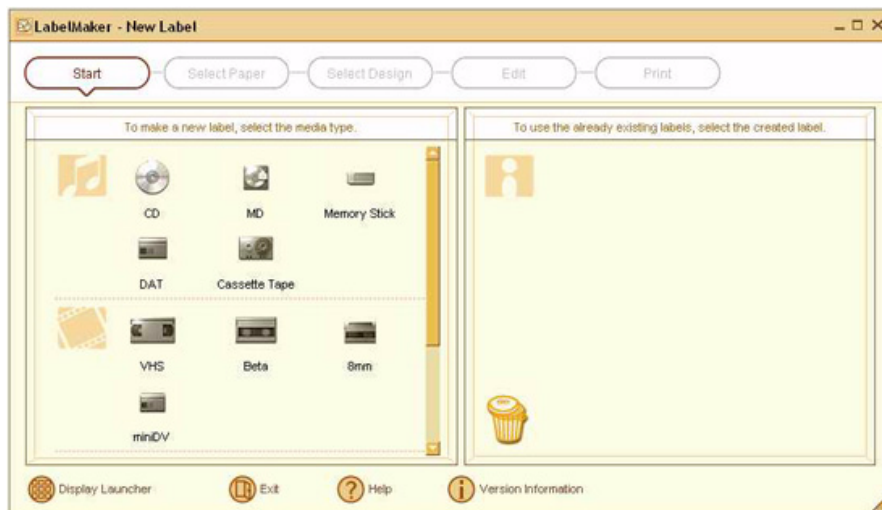 LabelMaker - New Label
Start
Select Paper
Select Design
Edit
Print
To make a new label, select the media type.
To use the already existing labels, select the created label.
CD
MD
Memory Stick
DAT
Cassette Tape
VHS
Beta
8mm
miniDV
Display Launcher
Exit
Help
Version Information